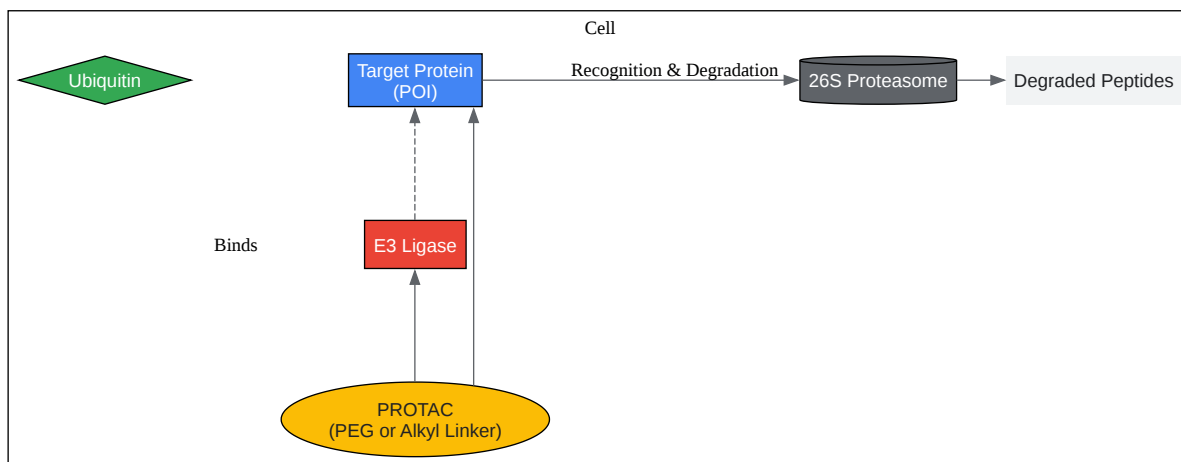 Cell
Ubiquitin
Target Protein
(POI)
Recognition & Degradation
26S Proteasome
Degraded Peptides
Binds
E3 Ligase
PROTAC
(PEG or Alkyl Linker)